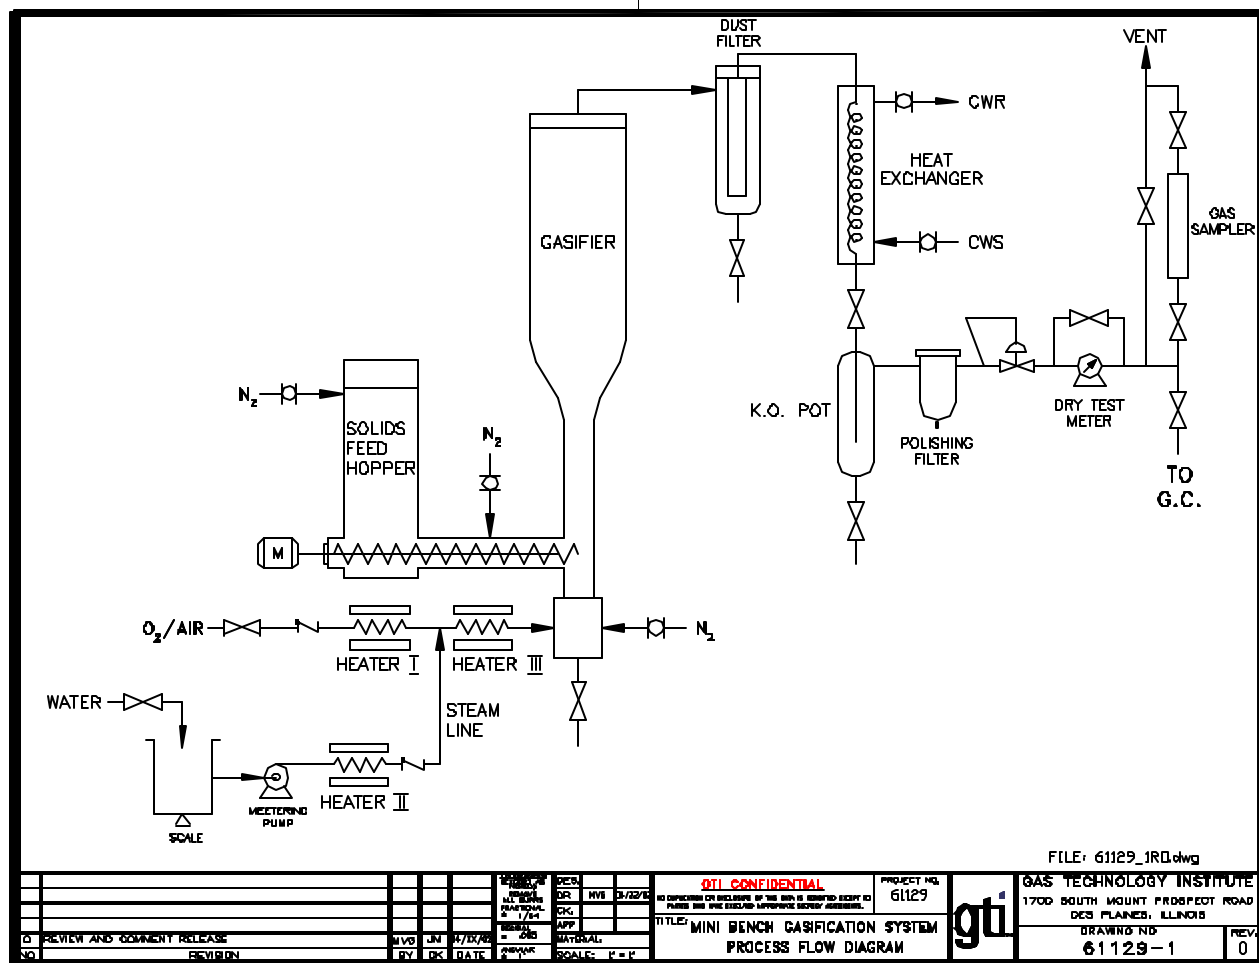 DUST
FILTER
VENT
CWR
HEAT
EXCHANGER
GAS
SAMPLER
GASIFIER
CWS
N2
SOLIDS
FEED
HOPPER
N2
K.O. POT
DRY TEST
METER
POLISHING
FILTER
TO
G.C.
M
O2/AIR
N2
HEATER I
HEATER III
WATER
STEAM
LINE
HEATER II
MEETERING
PUMP
SCALE
FILE: 61129_1R0.dwg
GTI CONFIDENTIAL
PROJECT NO.
61129
TITLE:
MINI BENCH GASIFICATION SYSTEM
PROCESS FLOW DIAGRAM
gti
GAS TECHNOLOGY INSTITUTE
1700 SOUTH MOUNT PROSPECT ROAD
DES PLAINES, ILLINOIS
DRAWING NO
61129-1
REV.
0
DES.
DR MVG
CK.
APP
MATERIAL:
SCALE: 1" = 1'
0 REVIEW AND COMMENT RELEASE MVG JN
NO REVISION BY CK DATE